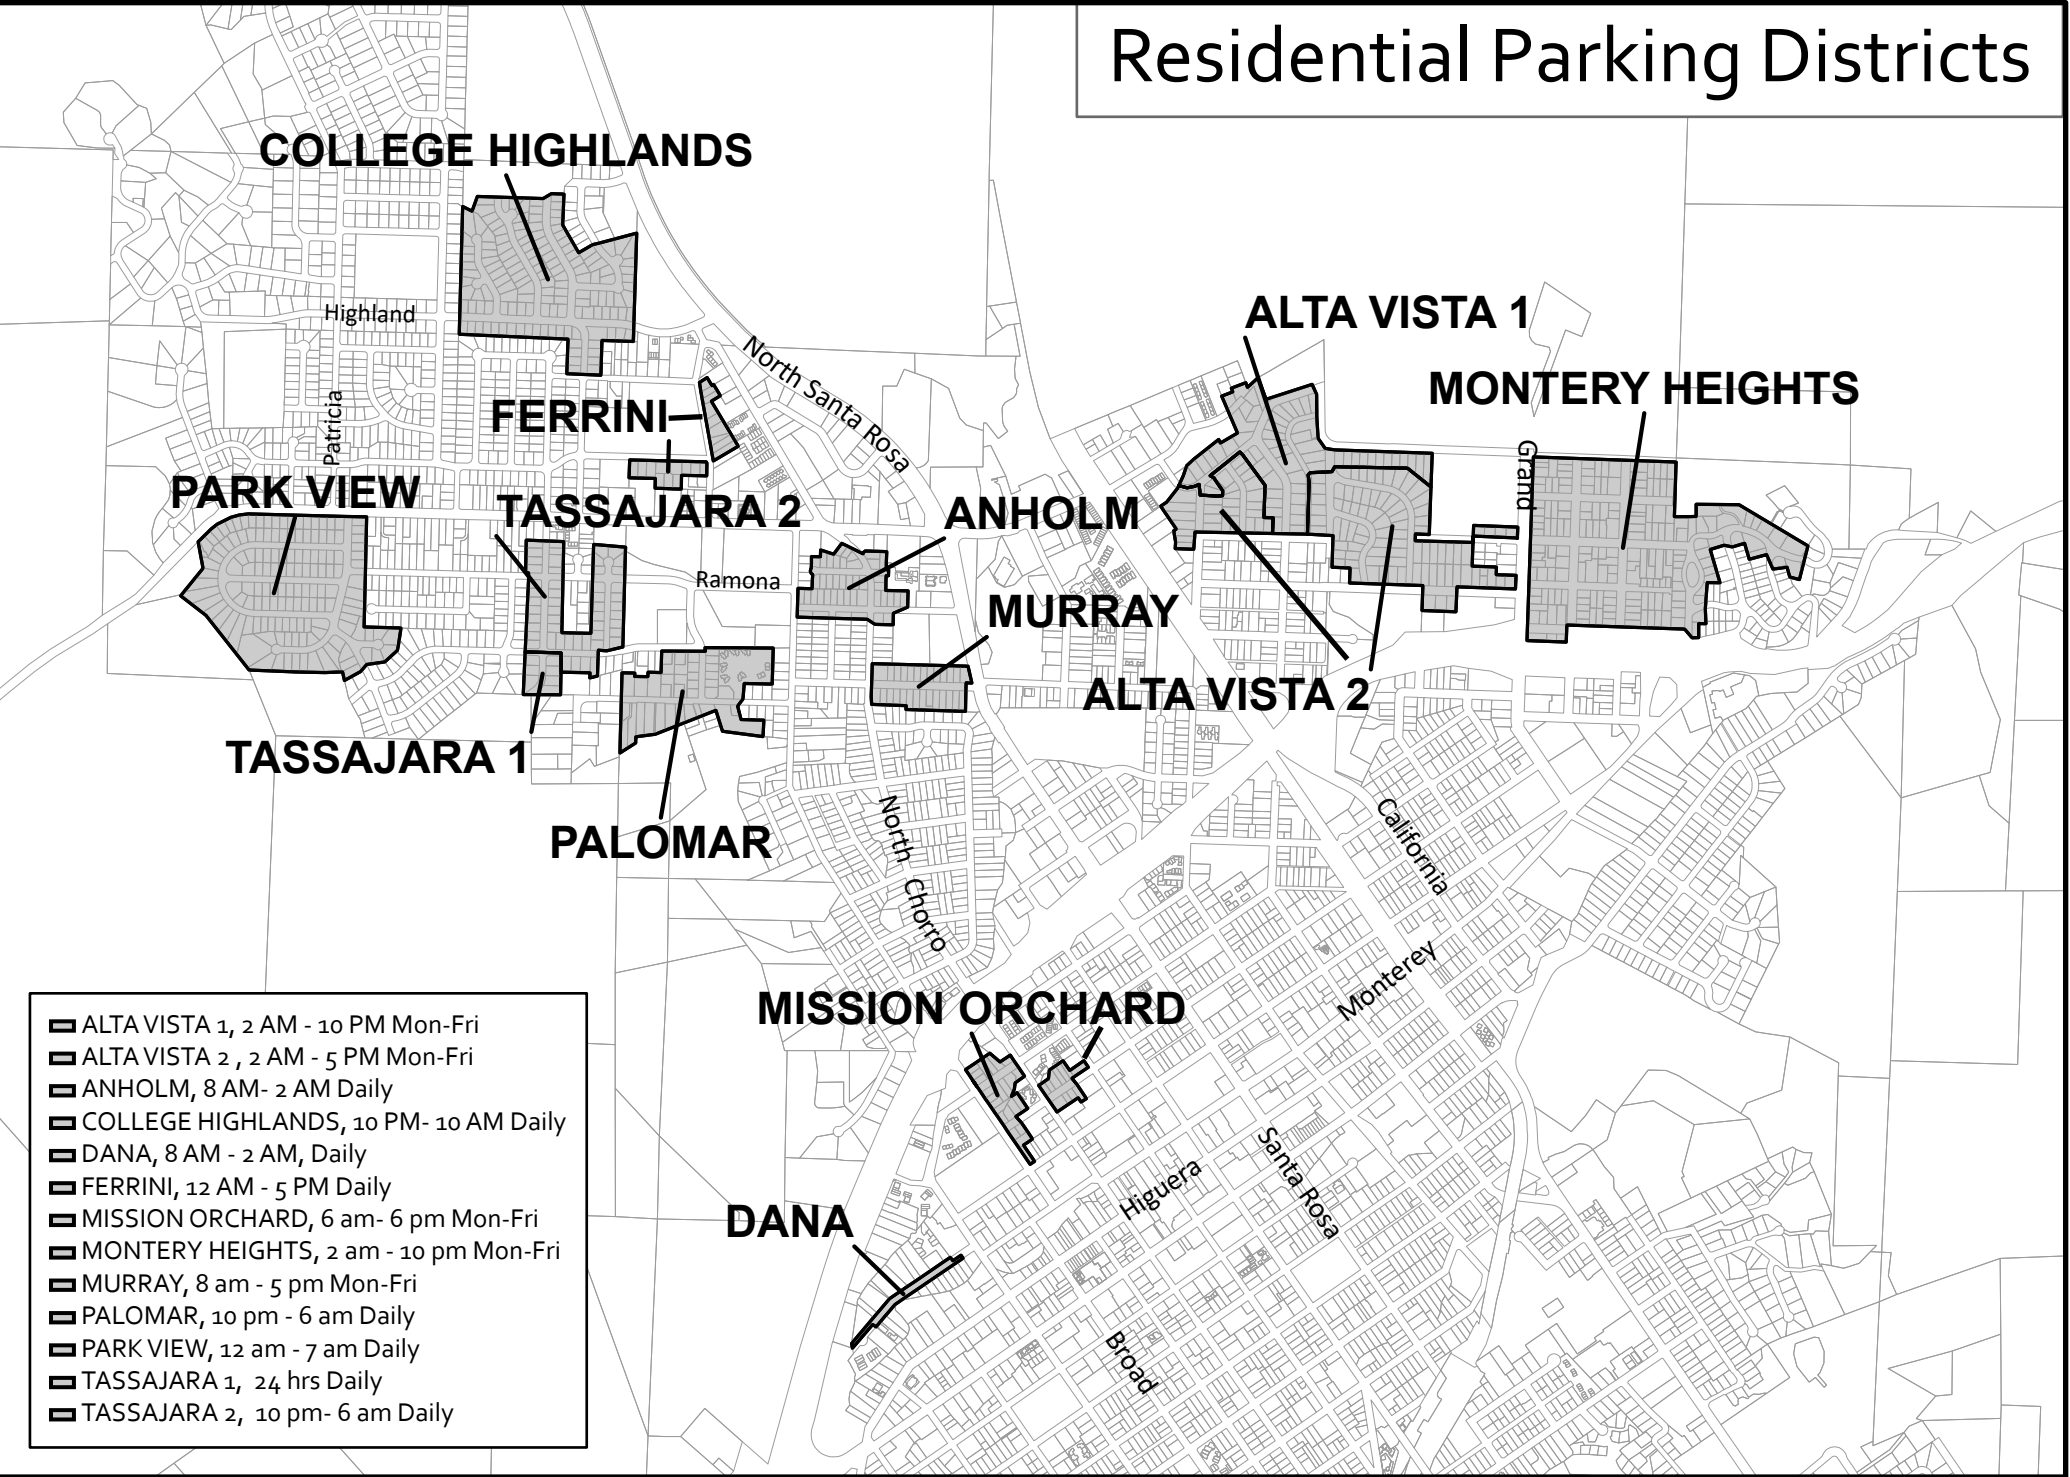 Residential Parking Districts
COLLEGE HIGHLANDS
Highland
North Santa Rosa
ALTA VISTA 1
MONTERY HEIGHTS
Patricia
FERRINI
Grand
PARK VIEW
TASSAJARA 2
ANHOLM
Ramona
MURRAY
ALTA VISTA 2
TASSAJARA 1
PALOMAR
North Chorro
California
Monterey
MISSION ORCHARD
Higuera
Santa Rosa
DANA
Broad
ALTA VISTA 1, 2 AM - 10 PM Mon-Fri
ALTA VISTA 2 , 2 AM - 5 PM Mon-Fri
ANHOLM, 8 AM- 2 AM Daily
COLLEGE HIGHLANDS, 10 PM- 10 AM Daily
DANA, 8 AM - 2 AM, Daily
FERRINI, 12 AM - 5 PM Daily
MISSION ORCHARD, 6 am- 6 pm Mon-Fri
MONTERY HEIGHTS, 2 am - 10 pm Mon-Fri
MURRAY, 8 am - 5 pm Mon-Fri
PALOMAR, 10 pm - 6 am Daily
PARK VIEW, 12 am - 7 am Daily
TASSAJARA 1,  24 hrs Daily
TASSAJARA 2,  10 pm- 6 am Daily